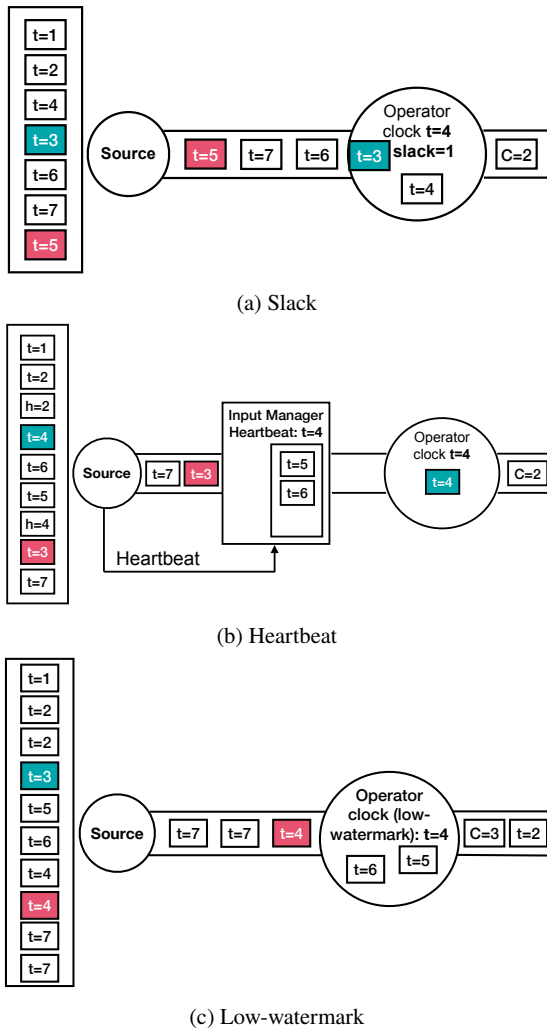 t=1
t=2
t=4
t=3
t=6
t=7
t=5
Source
t=5 t=7 t=6 t=3
Operator
clock t=4
slack=1
t=4
C=2
(a) Slack
t=1
t=2
h=2
t=4
t=6
t=5
h=4
t=3
t=7
Source
t=7 t=3
Input Manager
Heartbeat: t=4
t=5
t=6
Operator
clock t=4
t=4
C=2
Heartbeat
(b) Heartbeat
t=1
t=2
t=2
t=3
t=5
t=6
t=4
t=4
t=7
t=7
Source
t=7 t=7 t=4
Operator
clock (low-
watermark): t=4
t=6 t=5
C=3 t=2
(c) Low-watermark